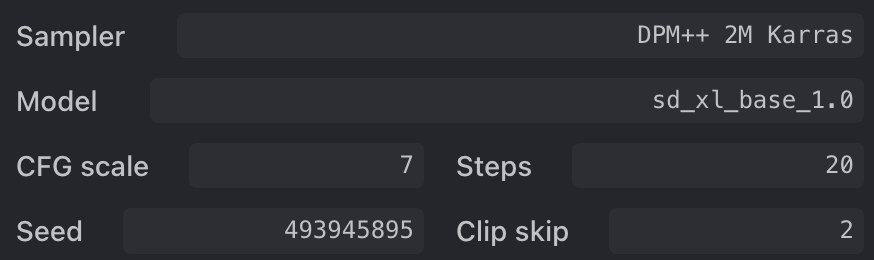 Sampler DPM++ 2M Karras
Model sd_xl_base_1.0
CFG scale 7 Steps 20
Seed 493945895 Clip skip 2